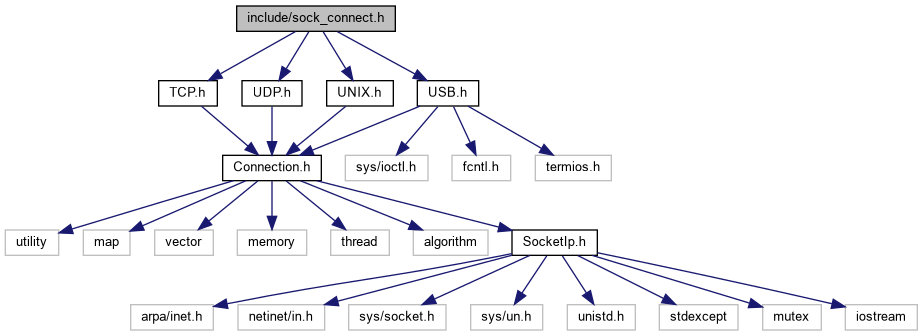 include/sock_connect.h
TCP.h
UDP.h
UNIX.h
USB.h
Connection.h
sys/ioctl.h
fcntl.h
termios.h
utility
map
vector
memory
thread
algorithm
SocketIp.h
arpa/inet.h
netinet/in.h
sys/socket.h
sys/un.h
unistd.h
stdexcept
mutex
iostream